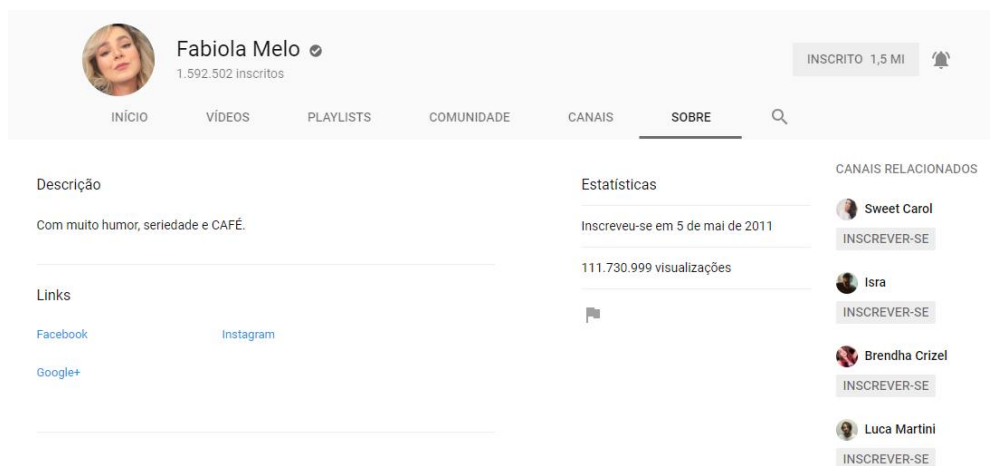 Fabiola Melo
1.592.502 inscritos
INSCRITO 1,5 MI
INÍCIO VÍDEOS PLAYLISTS COMUNIDADE CANAIS SOBRE
Descrição
Com muito humor, seriedade e CAFÉ.
Links
Facebook Instagram
Google+
Estatísticas
Inscreveu-se em 5 de mai de 2011
111.730.999 visualizações
CANAIS RELACIONADOS
Sweet Carol
INSCREVER-SE
Isra
INSCREVER-SE
Brendha Crizel
INSCREVER-SE
Luca Martini
INSCREVER-SE